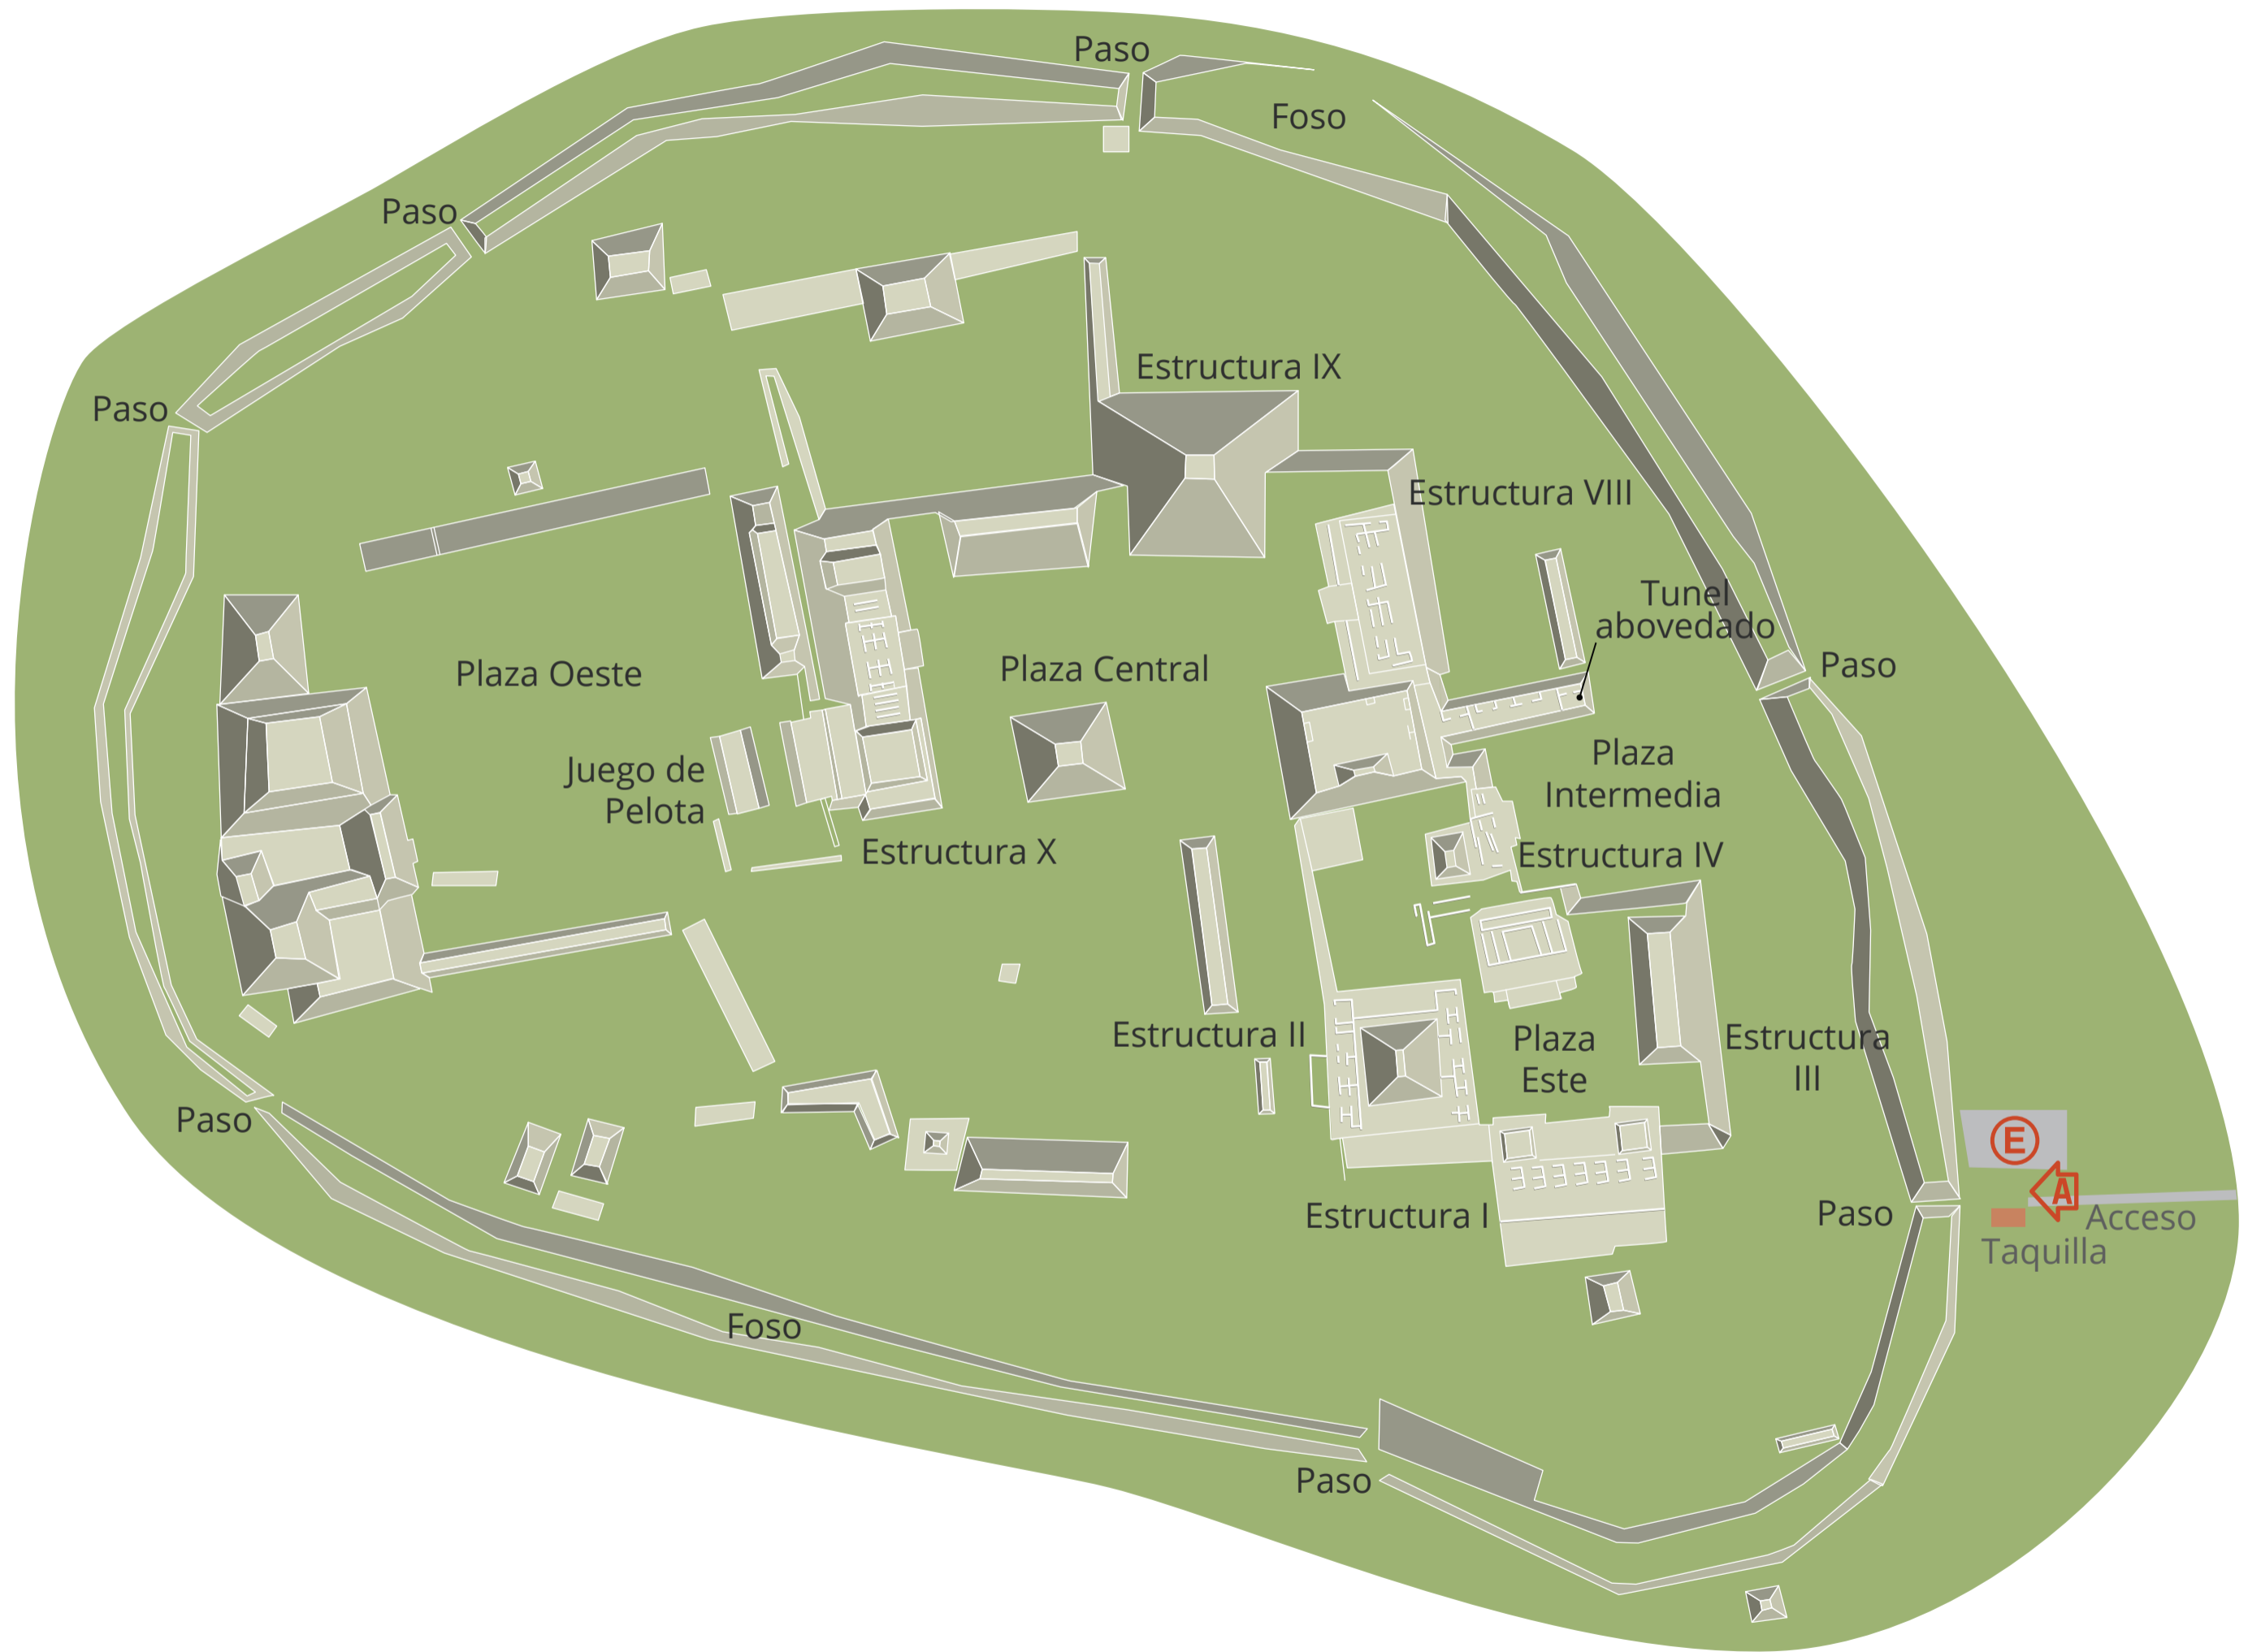 Paso
Foso
Paso
Estructura IX
Paso
Estructura VIII
Tunel
abovedado
Plaza Oeste
Plaza Central
Paso
Juego de
Pelota
Plaza
Intermedia
Estructura X
Estructura IV
Estructura II
Plaza
Este
Estructura
III
Paso
E
A
Paso
Acceso
Taquilla
Estructura I
Foso
Paso